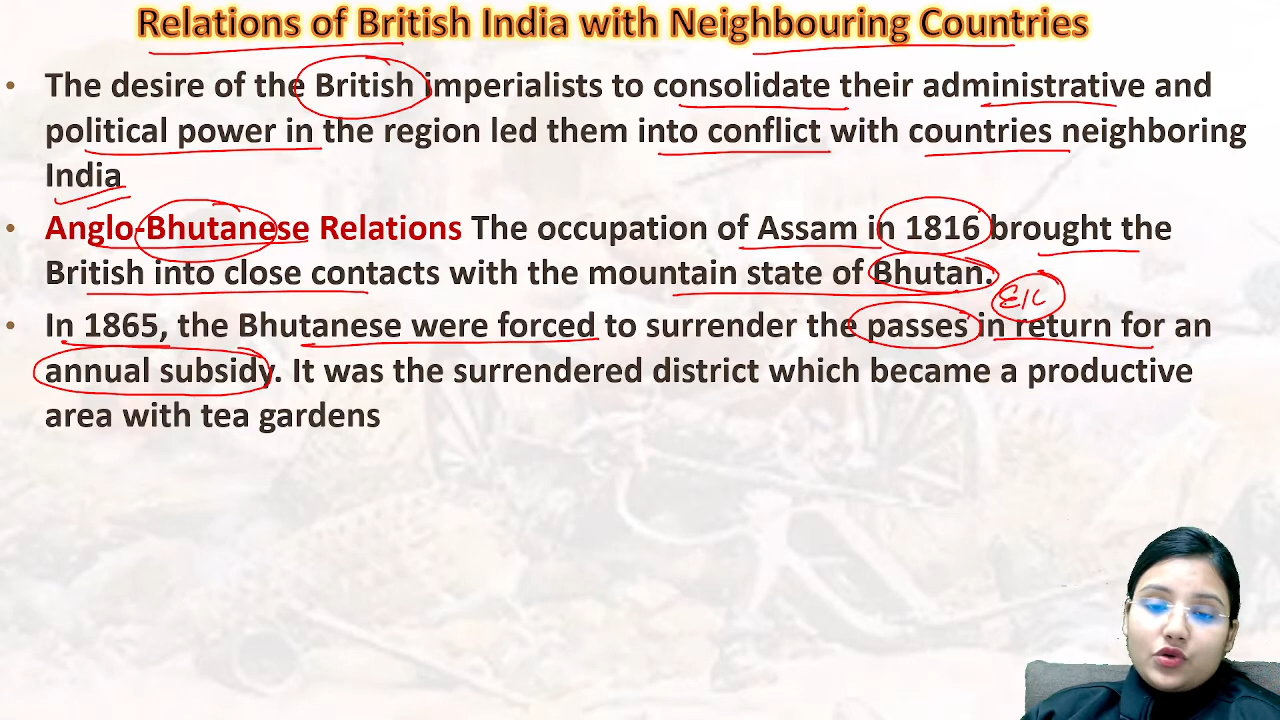 Relations of British India with Neighbouring Countries
• The desire of the British imperialists to consolidate their administrative and
political power in the region led them into conflict with countries neighboring
India
• Anglo-Bhutanese Relations The occupation of Assam in 1816 brought the
British into close contacts with the mountain state of Bhutan.
• In 1865, the Bhutanese were forced to surrender the passes in return for an
annual subsidy. It was the surrendered district which became a productive
area with tea gardens